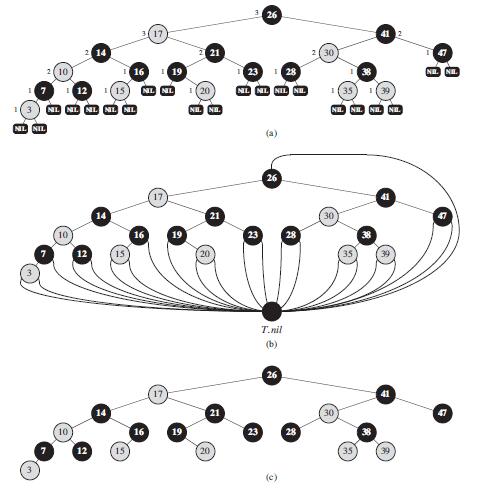 3 26
3 17 41 2
2 14 2 21 2 30 1 47
2 10 1 16 1 19 1 23 1 28 1 38 NIL NIL
1 7 1 12 1 15 NIL NIL 1 20 NIL NIL NIL NIL 1 35 1 39
1 3 NIL NIL NIL NIL NIL NIL NIL NIL NIL NIL NIL
NIL NIL
(a)
26
17 41
14 21 30 47
10 16 19 23 28 38
7 12 15 20 35 39
3
T.nil
(b)
26
17 41
14 21 30 47
10 16 19 23 28 38
7 12 15 20 35 39
3
(c)